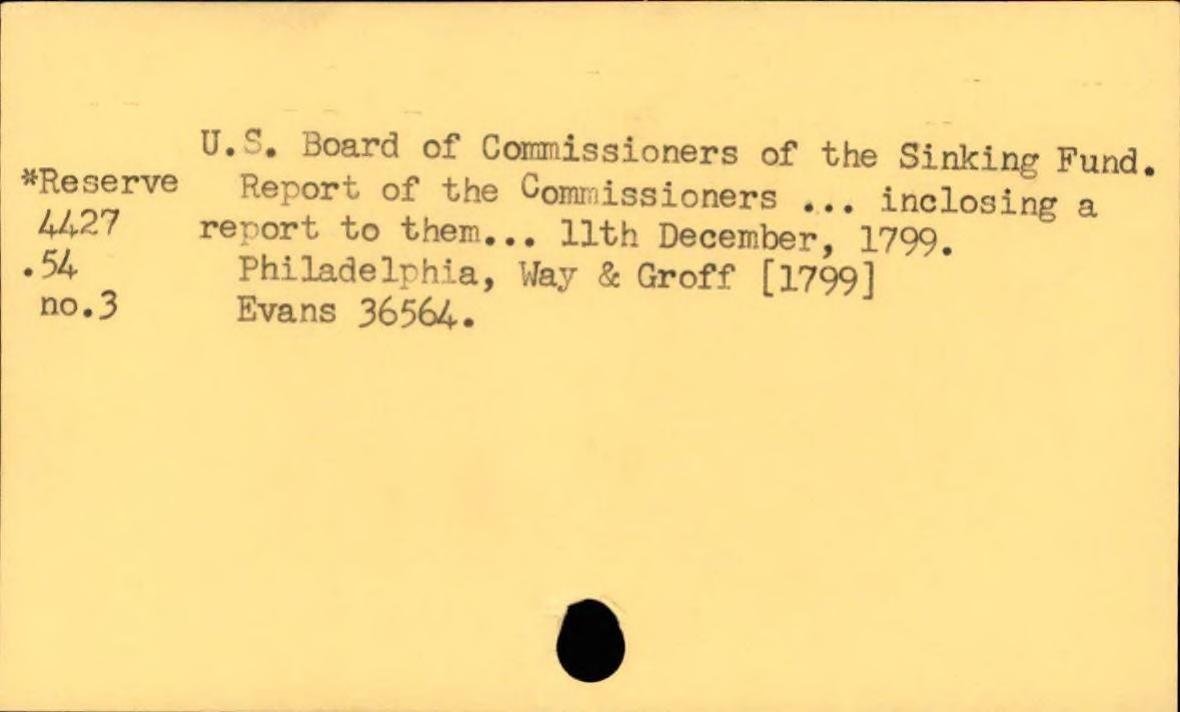 U.S. Board of Commissioners of the Sinking Fund.
*Reserve Report of the Commissioners ... inclosing a
4427 report to them... 11th December, 1799.
.54 Philadelphia, Way & Groff [1799]
no.3 Evans 36564.